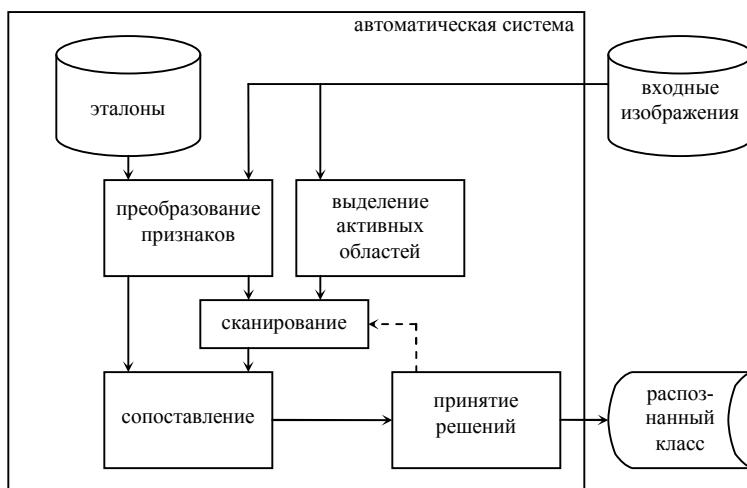 автоматическая система
эталоны
входные
изображения
преобразование
признаков
выделение
активных
областей
сканирование
сопоставление
принятие
решений
распоз-
нанный
класс